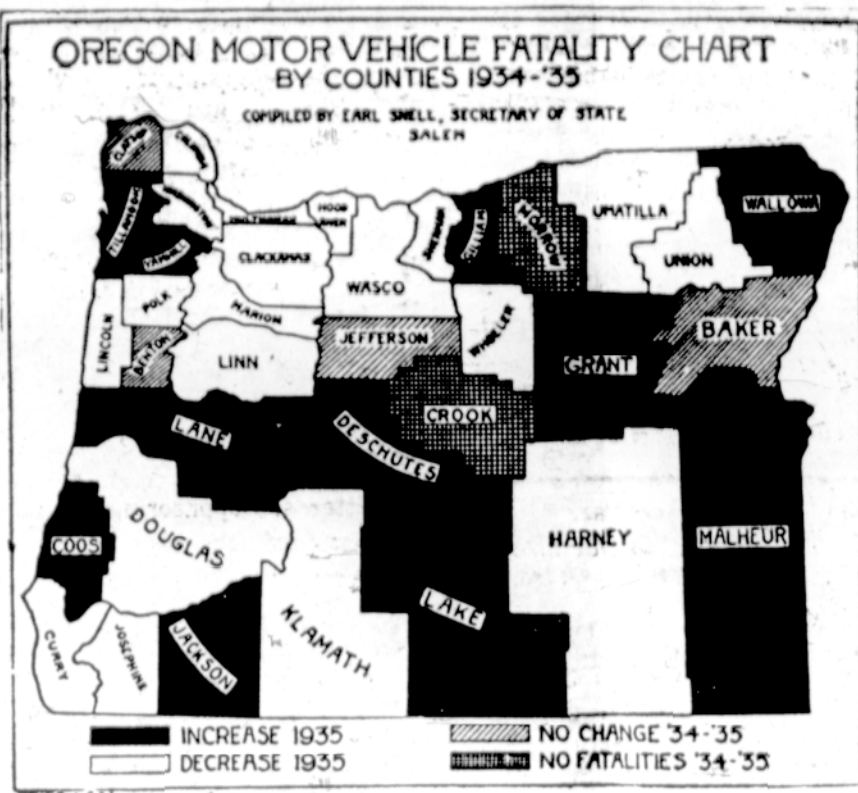 OREGON MOTOR VEHICLE FATALITY CHART
BY COUNTIES 1934-'35
COMPILED BY EARL SNELL, SECRETARY OF STATE
SALEM
CLATSOP
COLUMBIA
TILLAMOOK
WASHINGTON
MULTNOMAH
HOOD
RIVER
SHERMAN
GILLIAM
MORROW
UMATILLA
WALLOWA
YAMHILL
CLACKAMAS
WASCO
UNION
LINCOLN
POLK
MARION
BENTON
LINN
JEFFERSON
WHEELER
GRANT
BAKER
LANE
DESCHUTES
CROOK
COOS
DOUGLAS
HARNEY
MALHEUR
CURRY
JOSEPHINE
JACKSON
KLAMATH
LAKE
INCREASE 1935
DECREASE 1935
NO CHANGE '34-'35
NO FATALITIES '34-'35